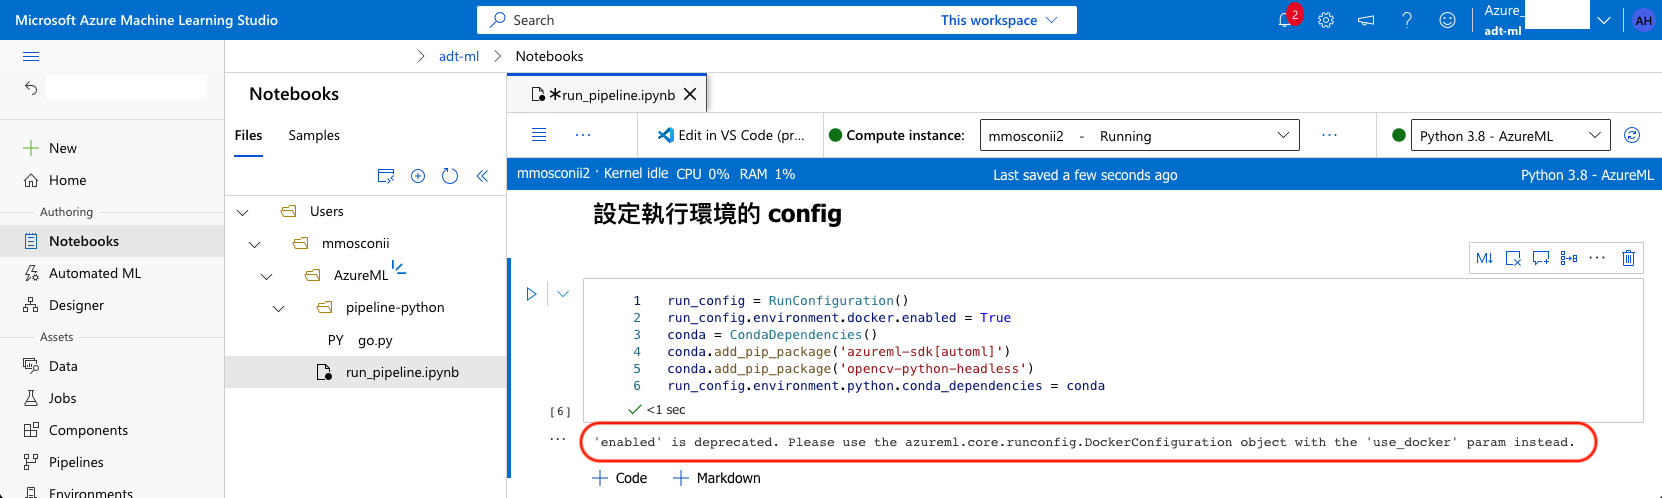 Microsoft Azure Machine Learning Studio
Search
This workspace
2
Azure_
adt-ml
AH
adt-ml
Notebooks
New
Home
Authoring
Notebooks
Automated ML
Designer
Assets
Data
Jobs
Components
Pipelines
Environments
Notebooks
Files
Samples
Users
mmosconii
AzureML
pipeline-python
PY go.py
run_pipeline.ipynb
*run_pipeline.ipynb
Edit in VS Code (pr...
Compute instance:
mmosconii2 - Running
Python 3.8 - AzureML
mmosconii2 · Kernel idle CPU 0% RAM 1%
Last saved a few seconds ago
Python 3.8 - AzureML
設定執行環境的 config
M↓
1 run_config = RunConfiguration()
2 run_config.environment.docker.enabled = True
3 conda = CondaDependencies()
4 conda.add_pip_package('azureml-sdk[automl]')
5 conda.add_pip_package('opencv-python-headless')
6 run_config.environment.python.conda_dependencies = conda
[6]
<1 sec
'enabled' is deprecated. Please use the azureml.core.runconfig.DockerConfiguration object with the 'use_docker' param instead.
Code
Markdown